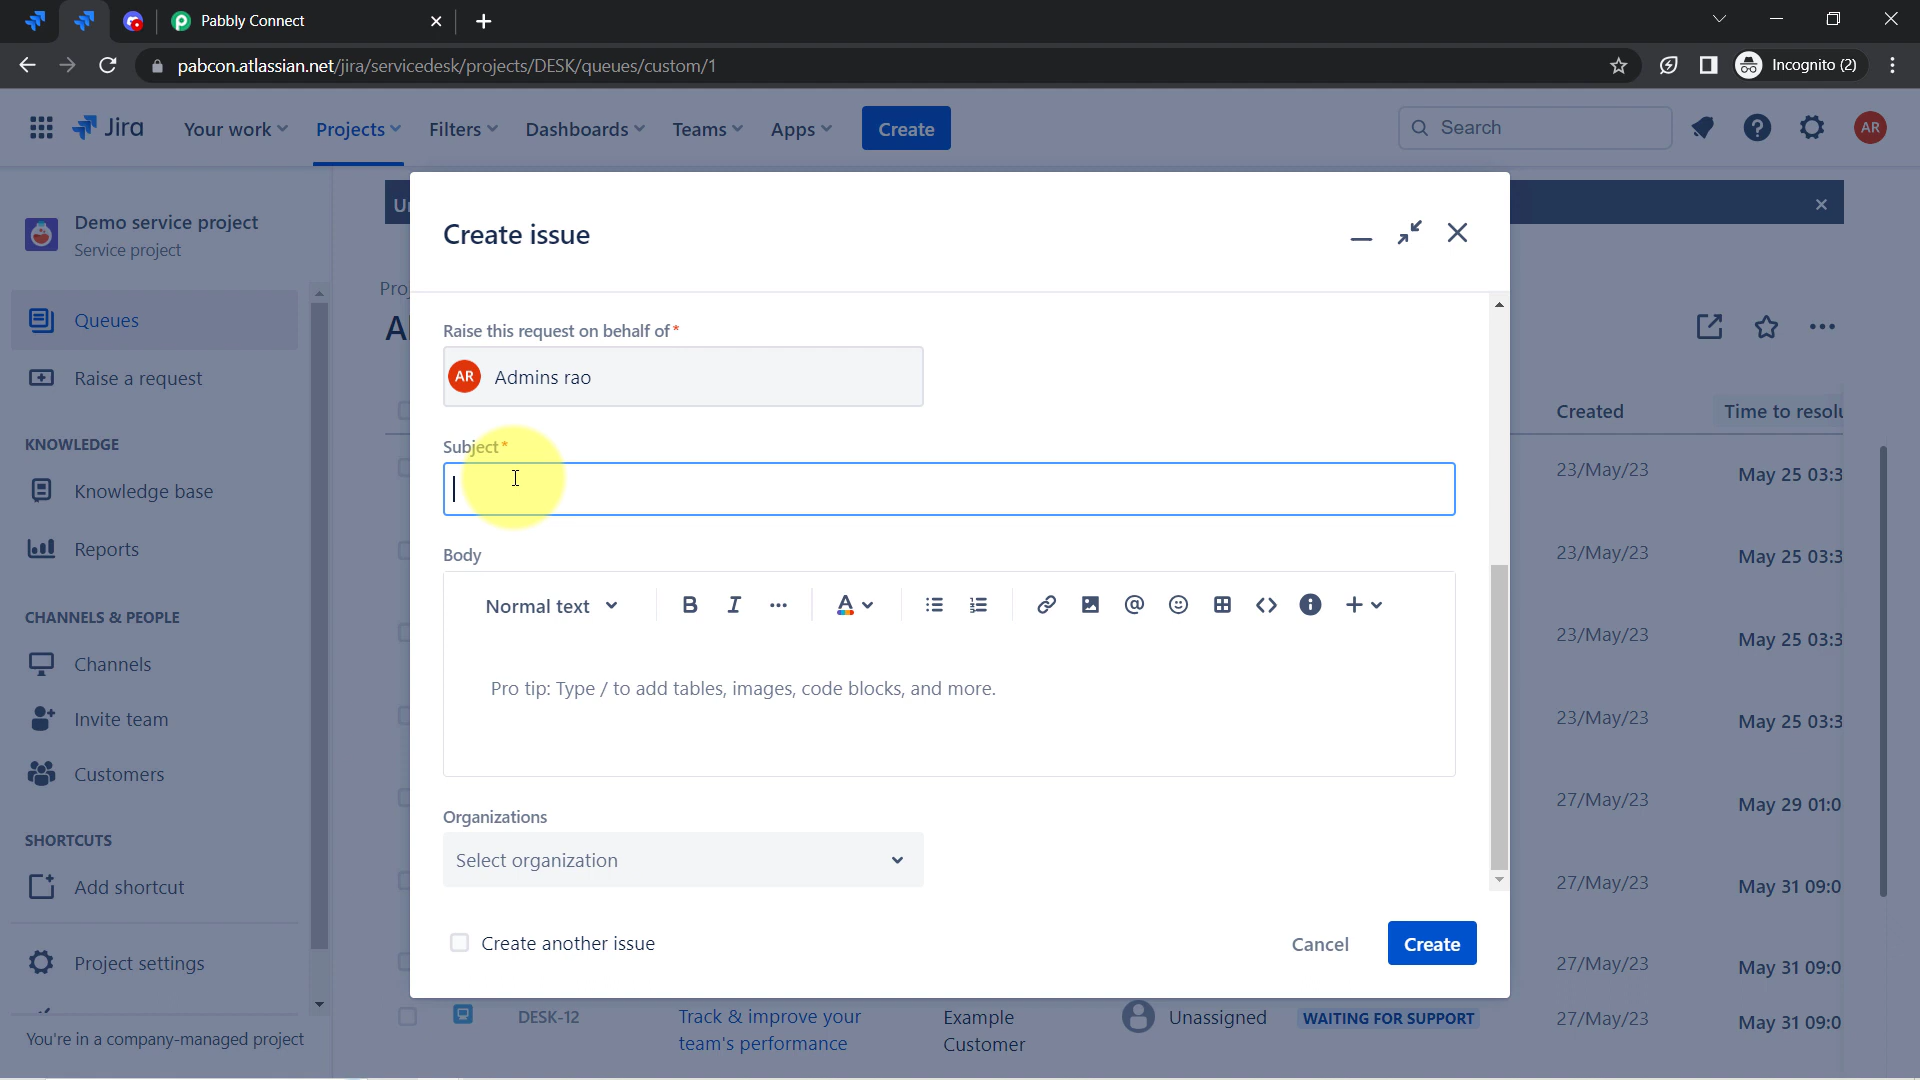 Pabbly Connect
pabcon.atlassian.net/jira/servicedesk/projects/DESK/queues/custom/1
Incognito (2)
Jira
Your work
Projects
Filters
Dashboards
Teams
Apps
Create
Search
AR
Demo service project
Service project
Queues
Raise a request
KNOWLEDGE
Knowledge base
Reports
CHANNELS & PEOPLE
Channels
Invite team
Customers
SHORTCUTS
Add shortcut
Project settings
You're in a company-managed project
Create issue
Raise this request on behalf of *
AR Admins rao
Subject *
Body
Normal text
Pro tip: Type / to add tables, images, code blocks, and more.
Organizations
Select organization
Create another issue
Cancel
Create
Created
Time to resolu
23/May/23 May 25 03:3
23/May/23 May 25 03:3
23/May/23 May 25 03:3
23/May/23 May 25 03:3
27/May/23 May 29 01:0
27/May/23 May 31 09:0
27/May/23 May 31 09:0
DESK-12
Track & improve your
team's performance
Example
Customer
Unassigned
WAITING FOR SUPPORT
27/May/23 May 31 09:0